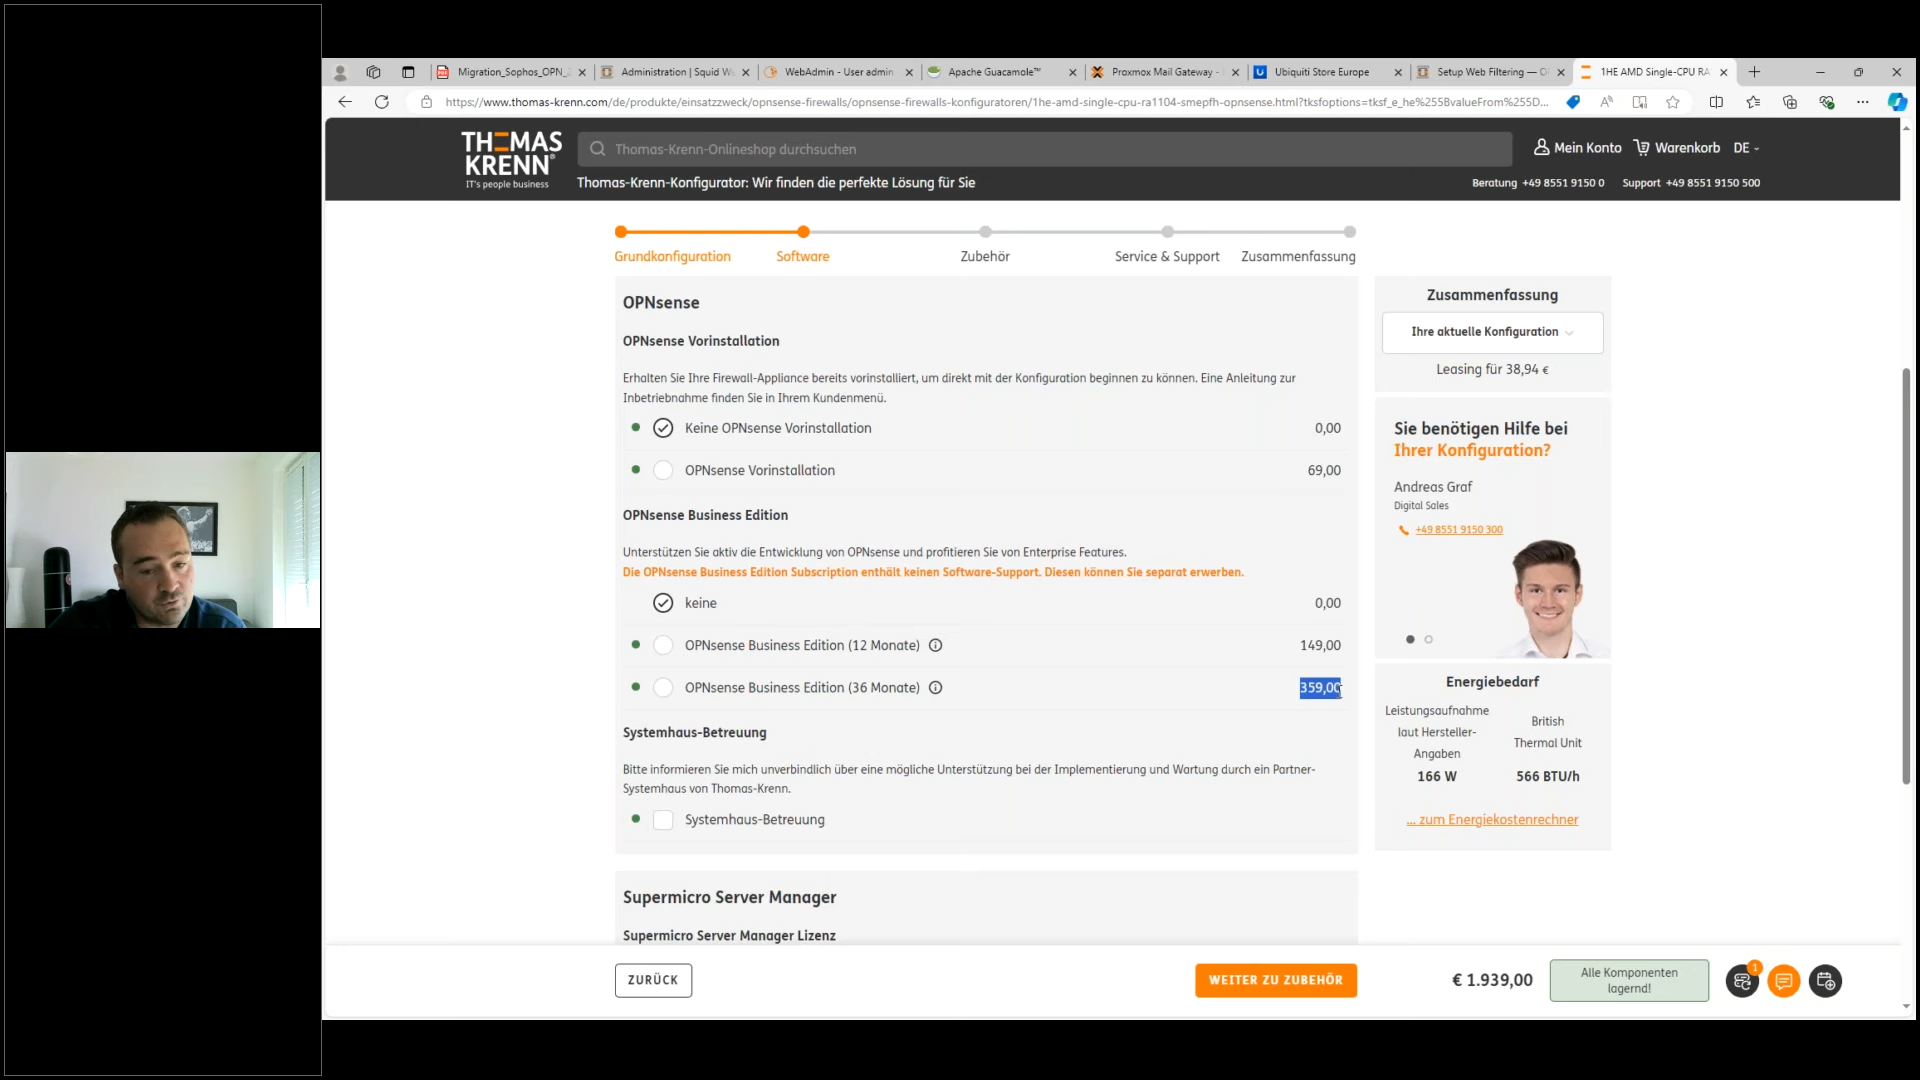 Migration_Sophos_OPN_
Administration | Squid W
WebAdmin - User admin
Apache Guacamole™
Proxmox Mail Gateway -
Ubiquiti Store Europe
Setup Web Filtering —
1HE AMD Single-CPU RA
https://www.thomas-krenn.com/de/produkte/einsatzzweck/opnsense-firewalls/opnsense-firewalls-konfiguratoren/1he-amd-single-cpu-ra1104-smepfh-opnsense.html?tksfoptions=tksf_e_he%255BvalueFrom%255D...
THOMAS
KRENN®
IT's people business
Thomas-Krenn-Onlineshop durchsuchen
Mein Konto
Warenkorb
DE
Thomas-Krenn-Konfigurator: Wir finden die perfekte Lösung für Sie
Beratung +49 8551 9150 0
Support +49 8551 9150 500
Grundkonfiguration
Software
Zubehör
Service & Support
Zusammenfassung
OPNsense
OPNsense Vorinstallation
Erhalten Sie Ihre Firewall-Appliance bereits vorinstalliert, um direkt mit der Konfiguration beginnen zu können. Eine Anleitung zur
Inbetriebnahme finden Sie in Ihrem Kundenmenü.
Keine OPNsense Vorinstallation 0,00
OPNsense Vorinstallation 69,00
OPNsense Business Edition
Unterstützen Sie aktiv die Entwicklung von OPNsense und profitieren Sie von Enterprise Features.
Die OPNsense Business Edition Subscription enthält keinen Software-Support. Diesen können Sie separat erwerben.
keine 0,00
OPNsense Business Edition (12 Monate) 149,00
OPNsense Business Edition (36 Monate) 359,00
Systemhaus-Betreuung
Bitte informieren Sie mich unverbindlich über eine mögliche Unterstützung bei der Implementierung und Wartung durch ein Partner-
Systemhaus von Thomas-Krenn.
Systemhaus-Betreuung
Supermicro Server Manager
Supermicro Server Manager Lizenz
Zusammenfassung
Ihre aktuelle Konfiguration
Leasing für 38,94 €
Sie benötigen Hilfe bei
Ihrer Konfiguration?
Andreas Graf
Digital Sales
+49 8551 9150 300
Energiebedarf
Leistungsaufnahme
laut Hersteller-
Angaben
166 W
British
Thermal Unit
566 BTU/h
... zum Energiekostenrechner
ZURÜCK
WEITER ZU ZUBEHÖR
€ 1.939,00
Alle Komponenten
lagernd!
1